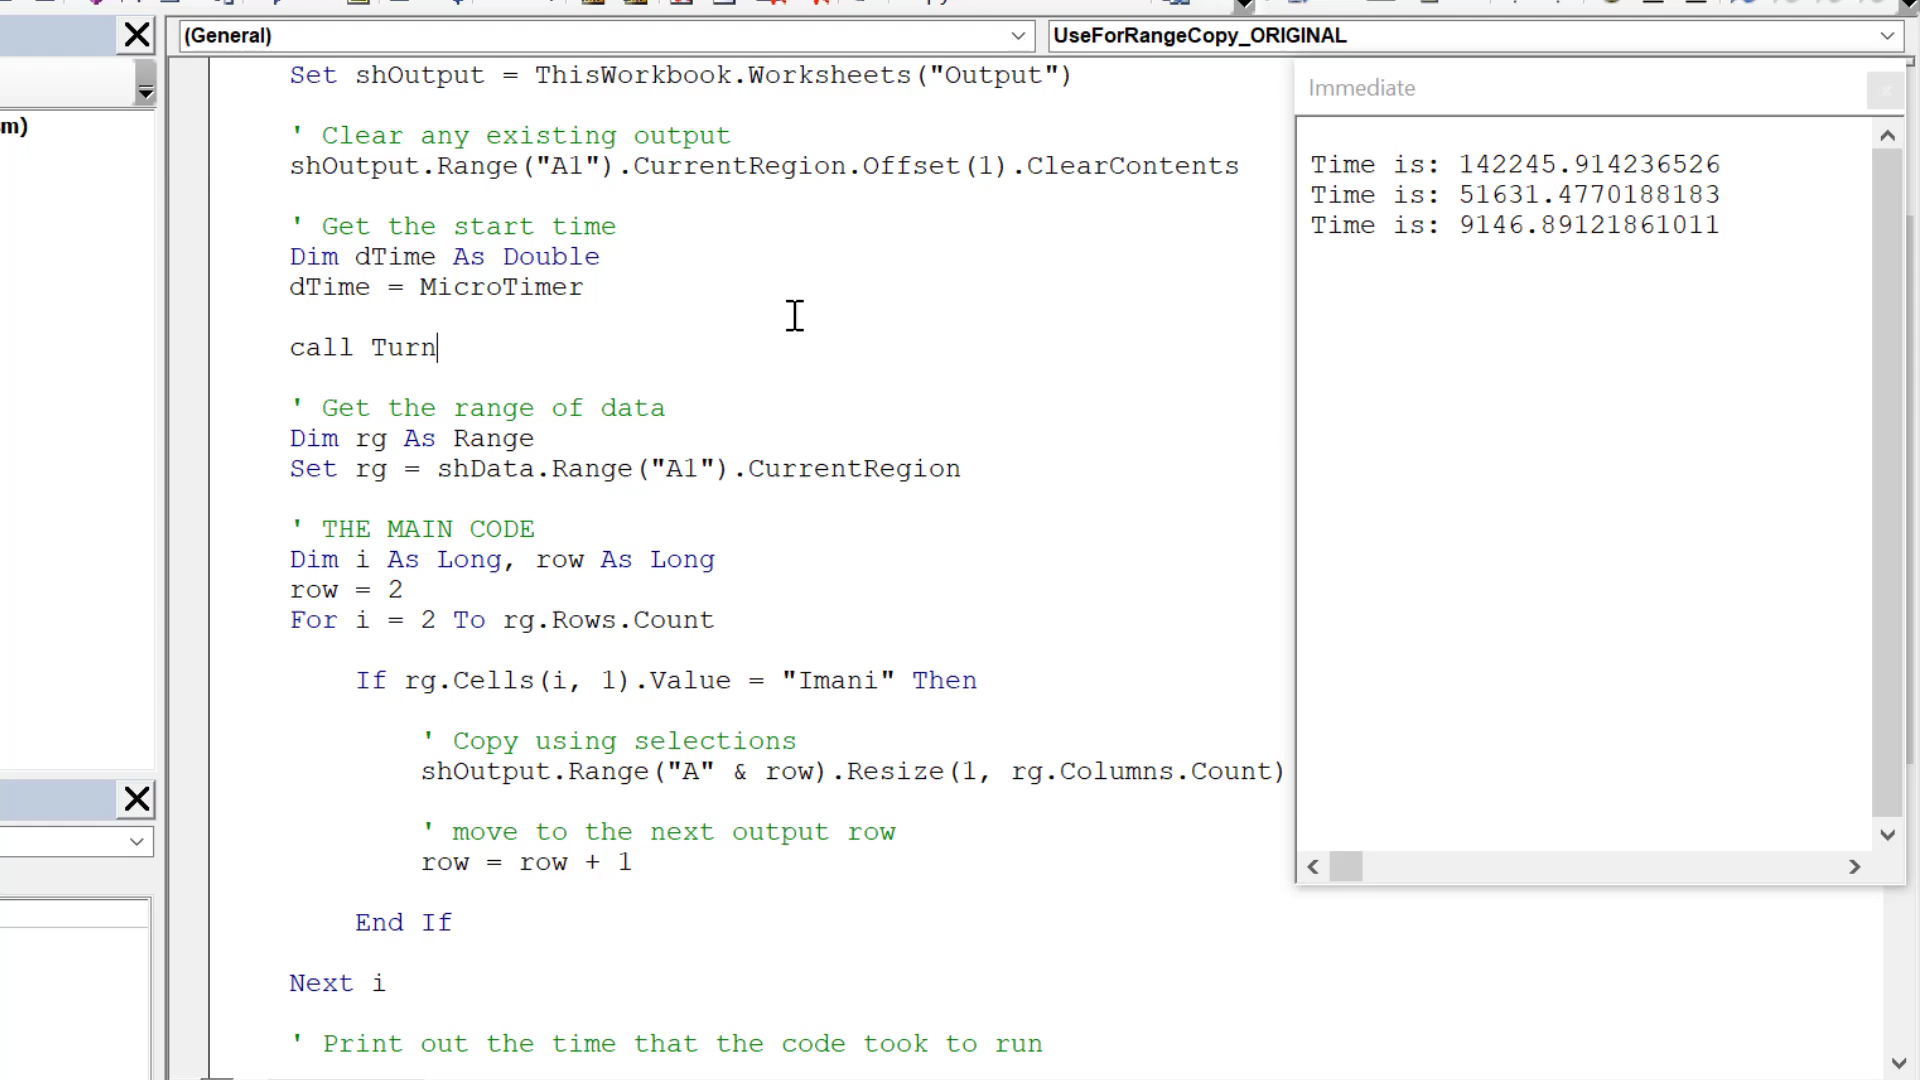 (General)
UseForRangeCopy_ORIGINAL
m)
Set shOutput = ThisWorkbook.Worksheets("Output")
' Clear any existing output
shOutput.Range("A1").CurrentRegion.Offset(1).ClearContents
' Get the start time
Dim dTime As Double
dTime = MicroTimer
call Turn
' Get the range of data
Dim rg As Range
Set rg = shData.Range("A1").CurrentRegion
' THE MAIN CODE
Dim i As Long, row As Long
row = 2
For i = 2 To rg.Rows.Count
If rg.Cells(i, 1).Value = "Imani" Then
' Copy using selections
shOutput.Range("A" & row).Resize(1, rg.Columns.Count)
' move to the next output row
row = row + 1
End If
Next i
' Print out the time that the code took to run
Immediate
Time is: 142245.914236526
Time is: 51631.4770188183
Time is: 9146.89121861011